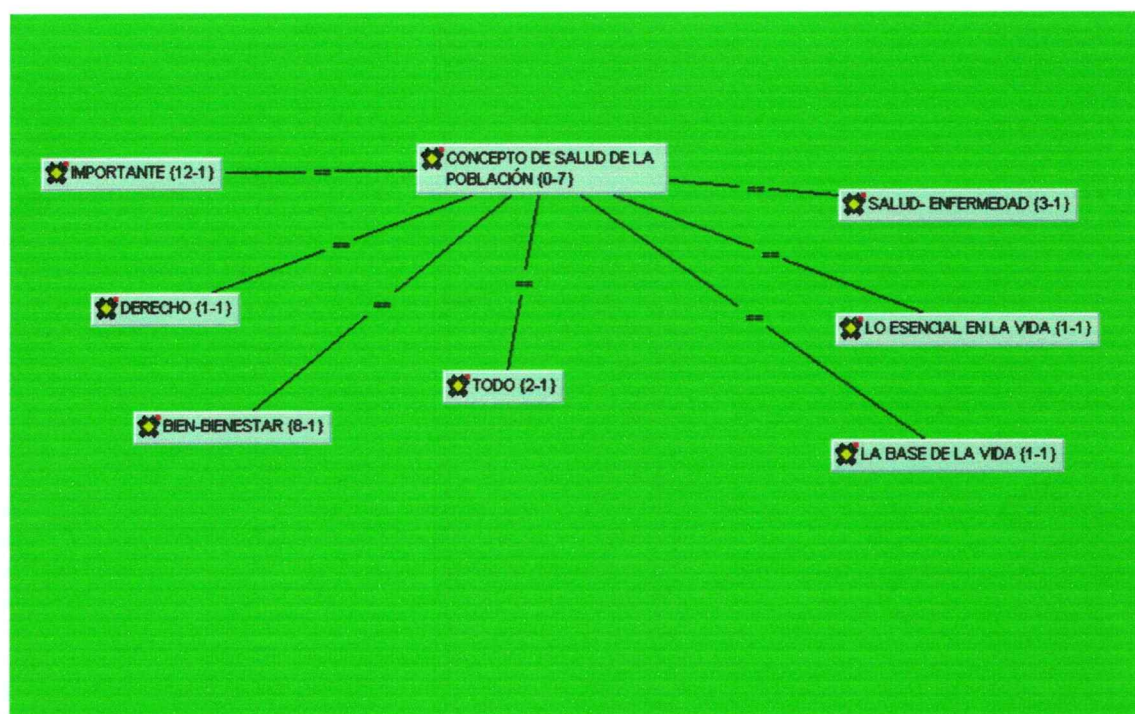 CONCEPTO DE SALUD DE LA
POBLACIÓN {0-7}
IMPORTANTE {12-1}
==
==
SALUD- ENFERMEDAD {3-1}
==
==
DERECHO {1-1}
==
==
==
LO ESENCIAL EN LA VIDA {1-1}
TODO {2-1}
BIEN-BIENESTAR {8-1}
LA BASE DE LA VIDA {1-1}